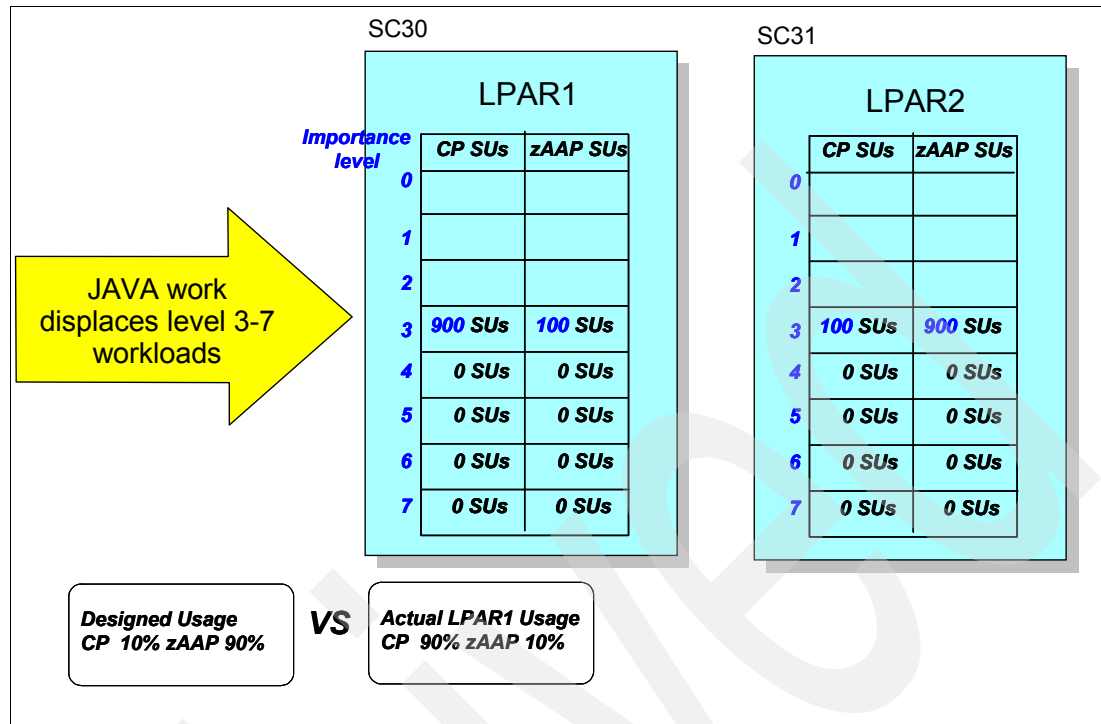 SC30
SC31
LPAR1
LPAR2
Importance level
CP SUs zAAP SUs
CP SUs zAAP SUs
0
0
1
1
2
2
JAVA work
displaces level 3-7
workloads
3 900 SUs 100 SUs
3 100 SUs 900 SUs
4 0 SUs 0 SUs
4 0 SUs 0 SUs
5 0 SUs 0 SUs
5 0 SUs 0 SUs
6 0 SUs 0 SUs
6 0 SUs 0 SUs
7 0 SUs 0 SUs
7 0 SUs 0 SUs
Designed Usage
CP 10% zAAP 90%
VS
Actual LPAR1 Usage
CP 90% zAAP 10%